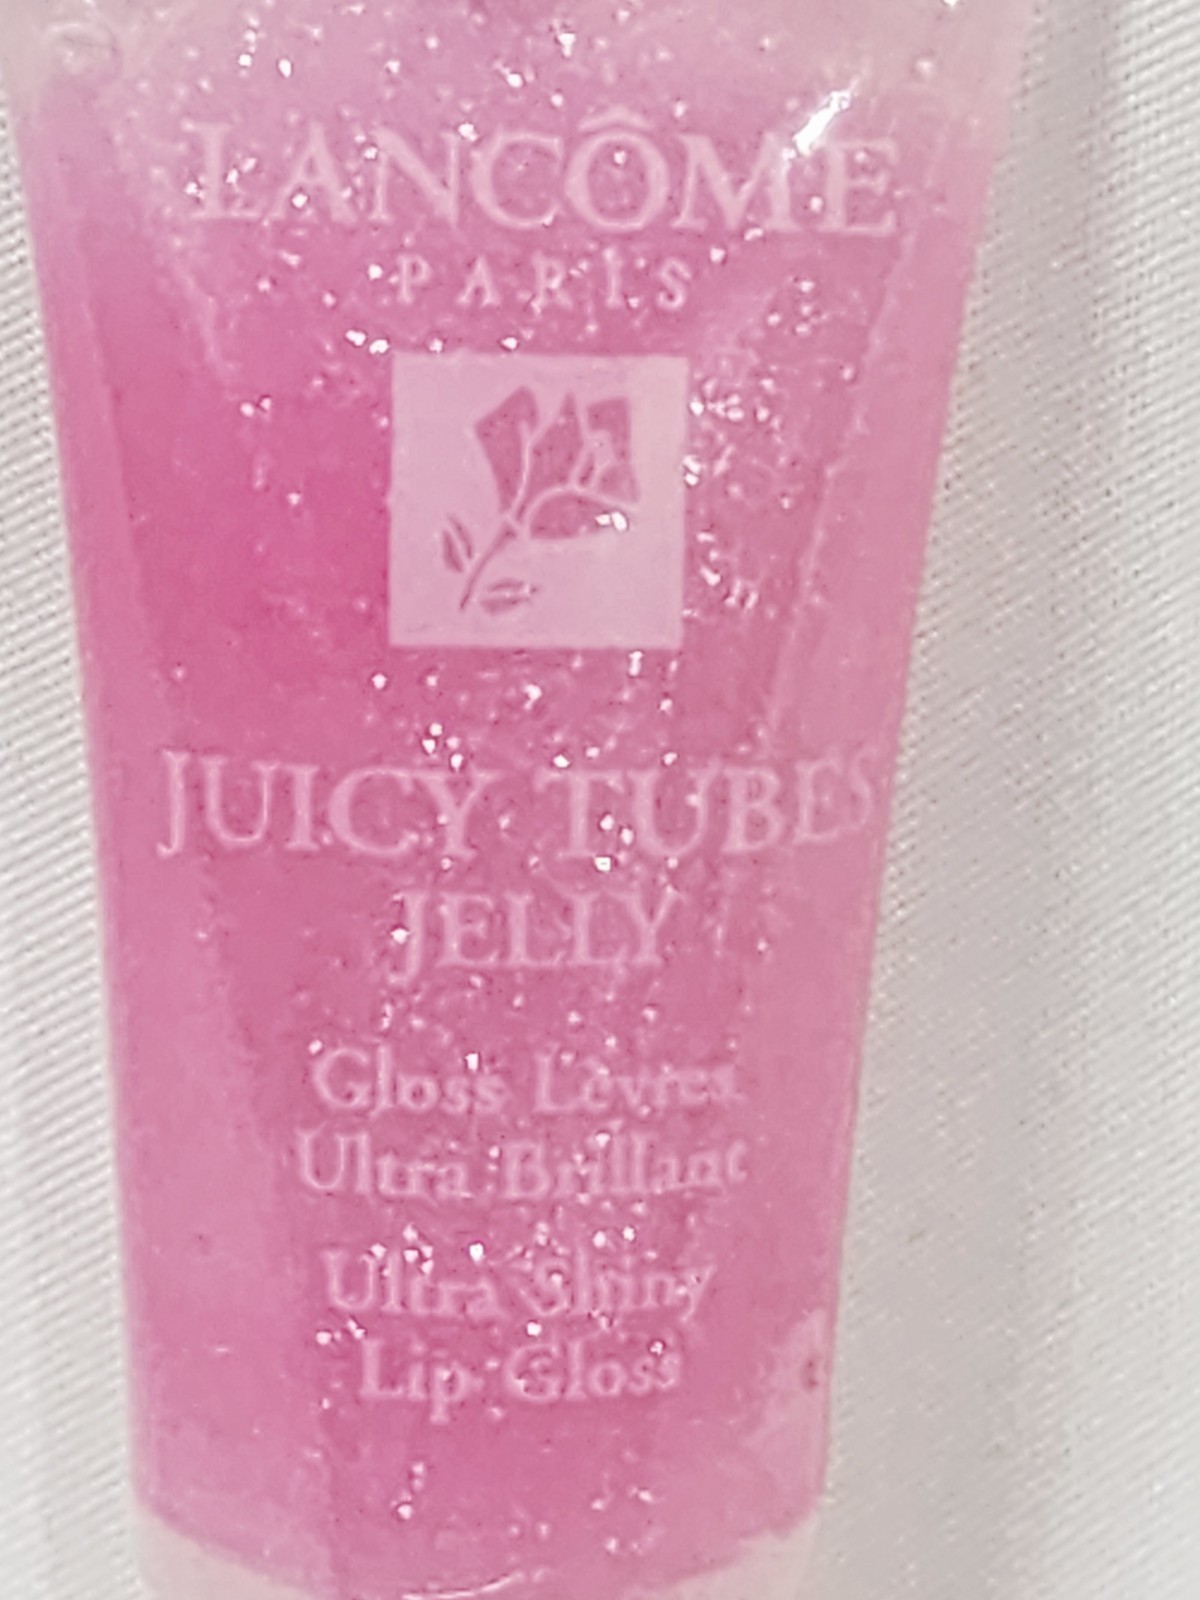 LANCÔME
PARIS
JUICY TUBES
JELLY
Gloss Lèvres
Ultra Brillant
Ultra Shiny
Lip Gloss